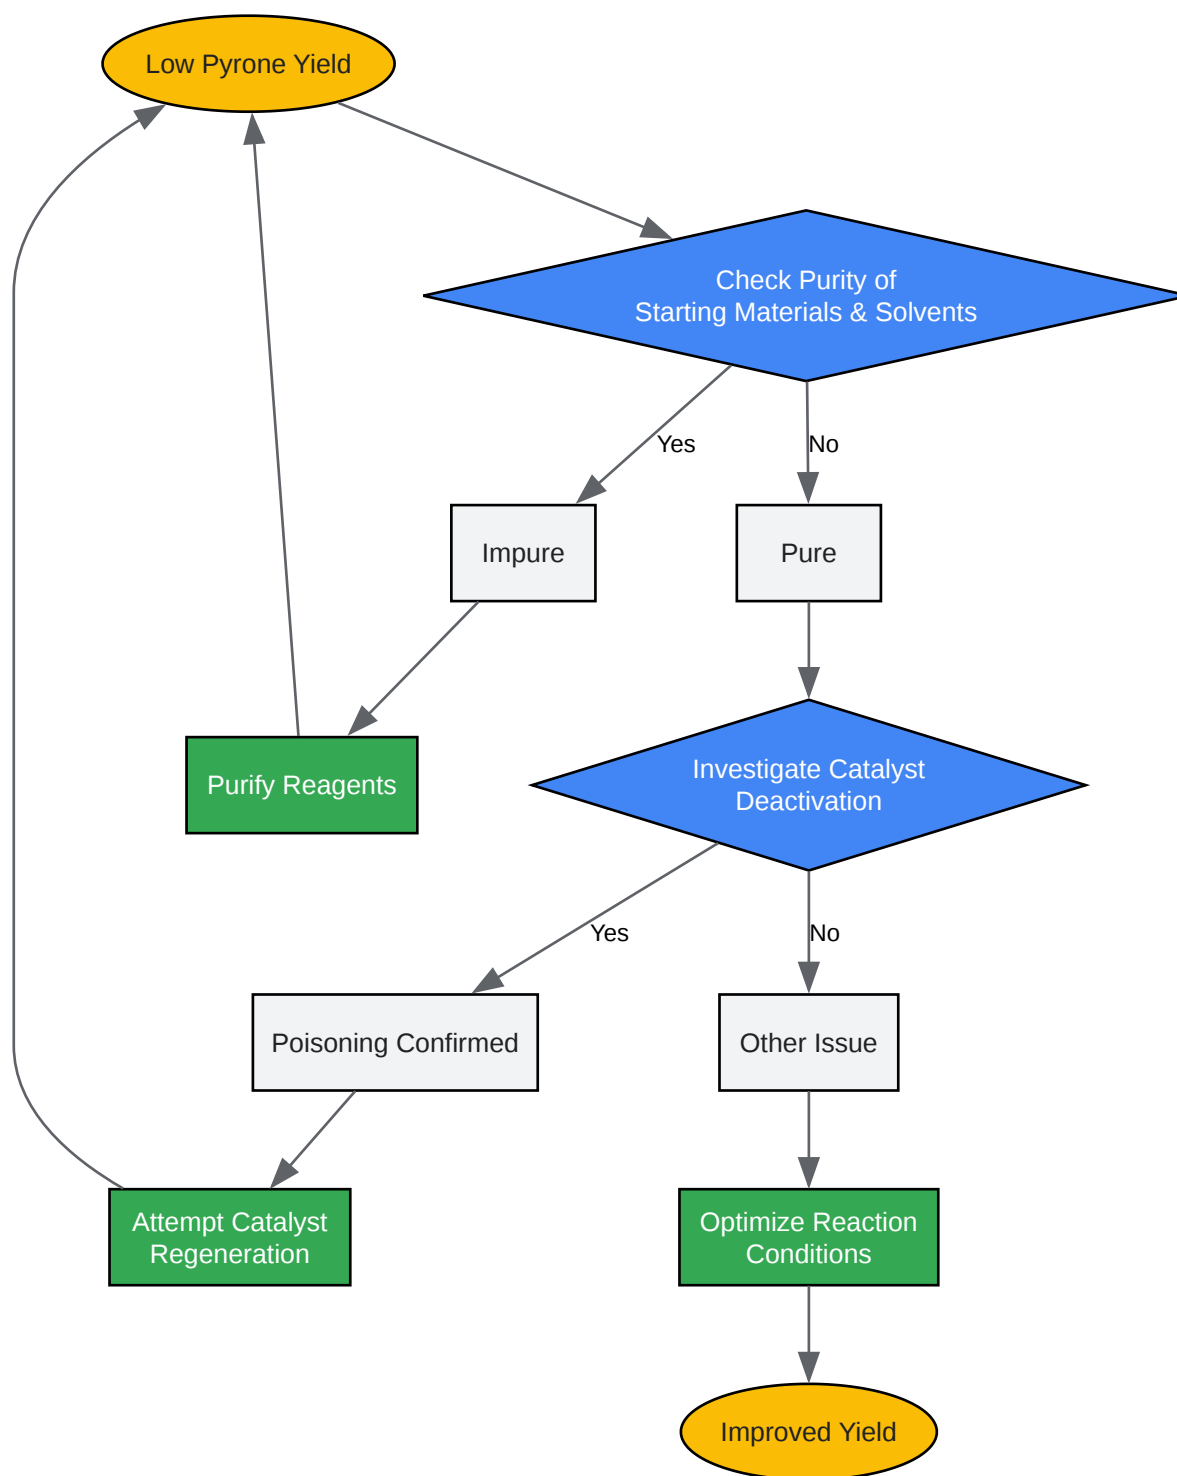 Low Pyrone Yield
Check Purity of
Starting Materials & Solvents
Yes
No
Impure
Pure
Purify Reagents
Investigate Catalyst
Deactivation
Yes
No
Poisoning Confirmed
Other Issue
Attempt Catalyst
Regeneration
Optimize Reaction
Conditions
Improved Yield